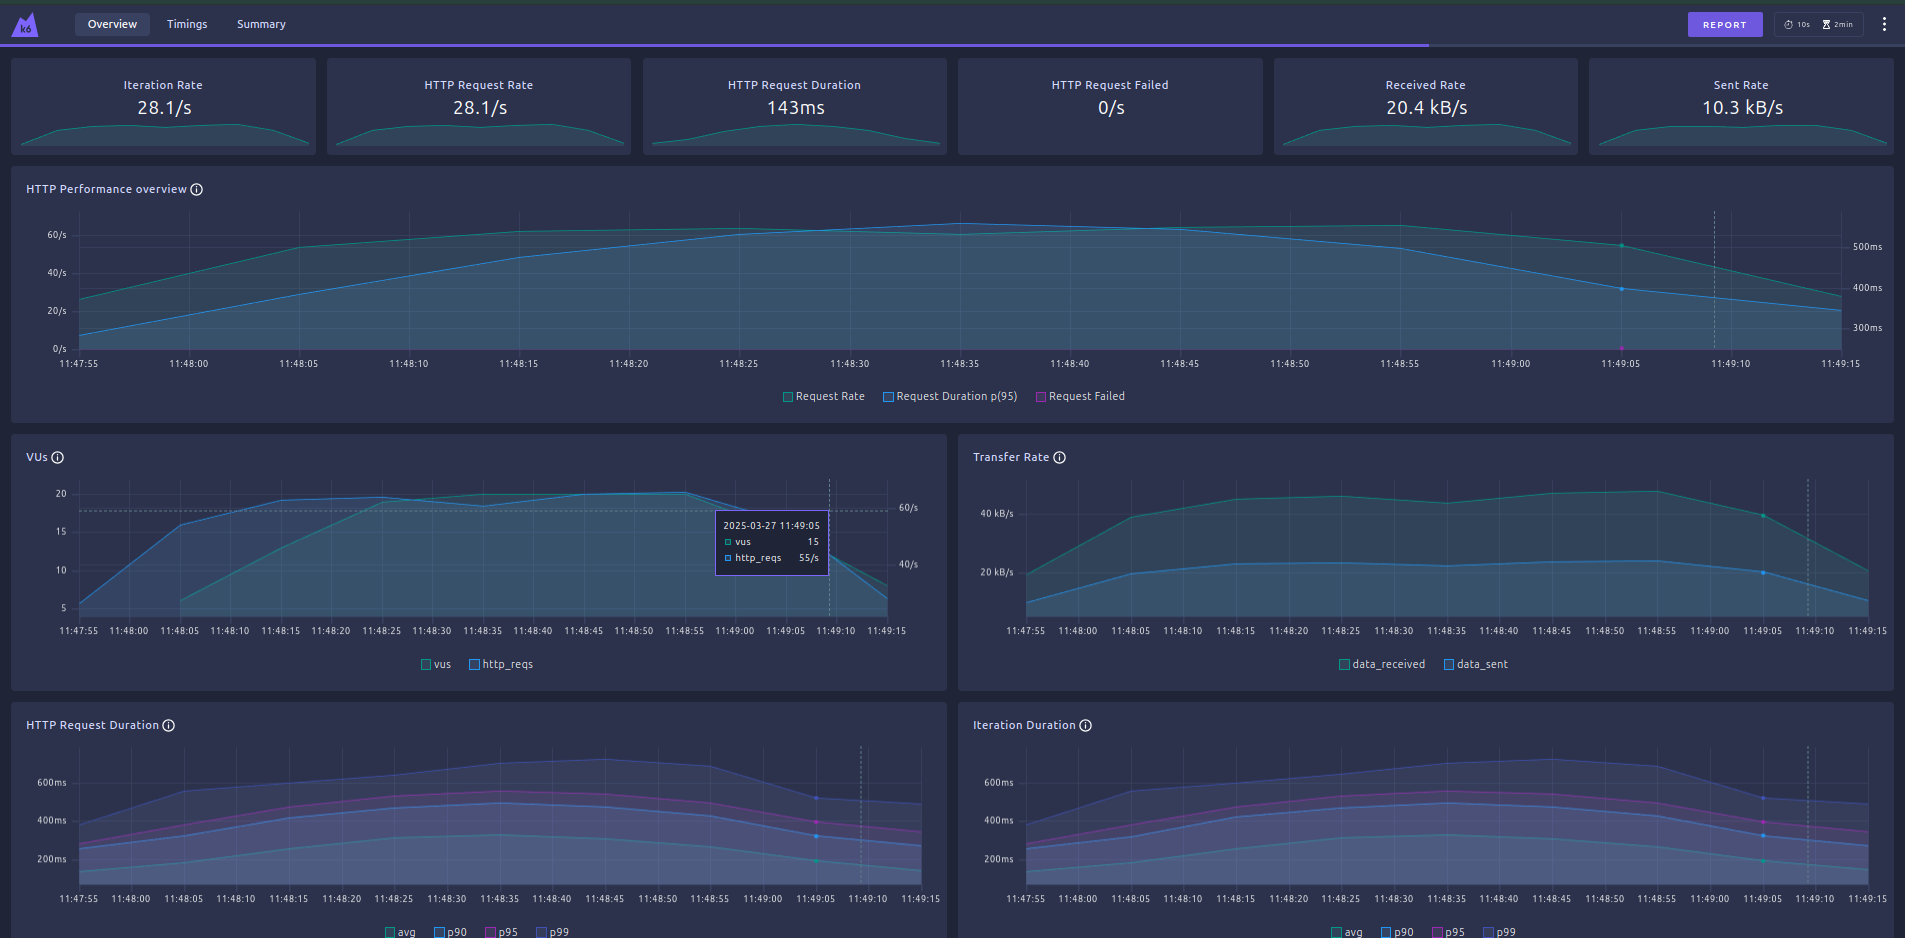 k6 Overview Timings Summary REPORT 10s 2min
Iteration Rate
28.1/s
HTTP Request Rate
28.1/s
HTTP Request Duration
143ms
HTTP Request Failed
0/s
Received Rate
20.4 kB/s
Sent Rate
10.3 kB/s
HTTP Performance overview
60/s
40/s
20/s
0/s
500ms
400ms
300ms
11:47:55 11:48:00 11:48:05 11:48:10 11:48:15 11:48:20 11:48:25 11:48:30 11:48:35 11:48:40 11:48:45 11:48:50 11:48:55 11:49:00 11:49:05 11:49:10 11:49:15
Request Rate Request Duration p(95) Request Failed
VUs
20
15
10
5
60/s
40/s
2025-03-27 11:49:05
vus 15
http_reqs 55/s
11:47:55 11:48:00 11:48:05 11:48:10 11:48:15 11:48:20 11:48:25 11:48:30 11:48:35 11:48:40 11:48:45 11:48:50 11:48:55 11:49:00 11:49:05 11:49:10 11:49:15
vus http_reqs
Transfer Rate
40 kB/s
20 kB/s
11:47:55 11:48:00 11:48:05 11:48:10 11:48:15 11:48:20 11:48:25 11:48:30 11:48:35 11:48:40 11:48:45 11:48:50 11:48:55 11:49:00 11:49:05 11:49:10 11:49:15
data_received data_sent
HTTP Request Duration
600ms
400ms
200ms
11:47:55 11:48:00 11:48:05 11:48:10 11:48:15 11:48:20 11:48:25 11:48:30 11:48:35 11:48:40 11:48:45 11:48:50 11:48:55 11:49:00 11:49:05 11:49:10 11:49:15
avg p90 p95 p99
Iteration Duration
600ms
400ms
200ms
11:47:55 11:48:00 11:48:05 11:48:10 11:48:15 11:48:20 11:48:25 11:48:30 11:48:35 11:48:40 11:48:45 11:48:50 11:48:55 11:49:00 11:49:05 11:49:10 11:49:15
avg p90 p95 p99